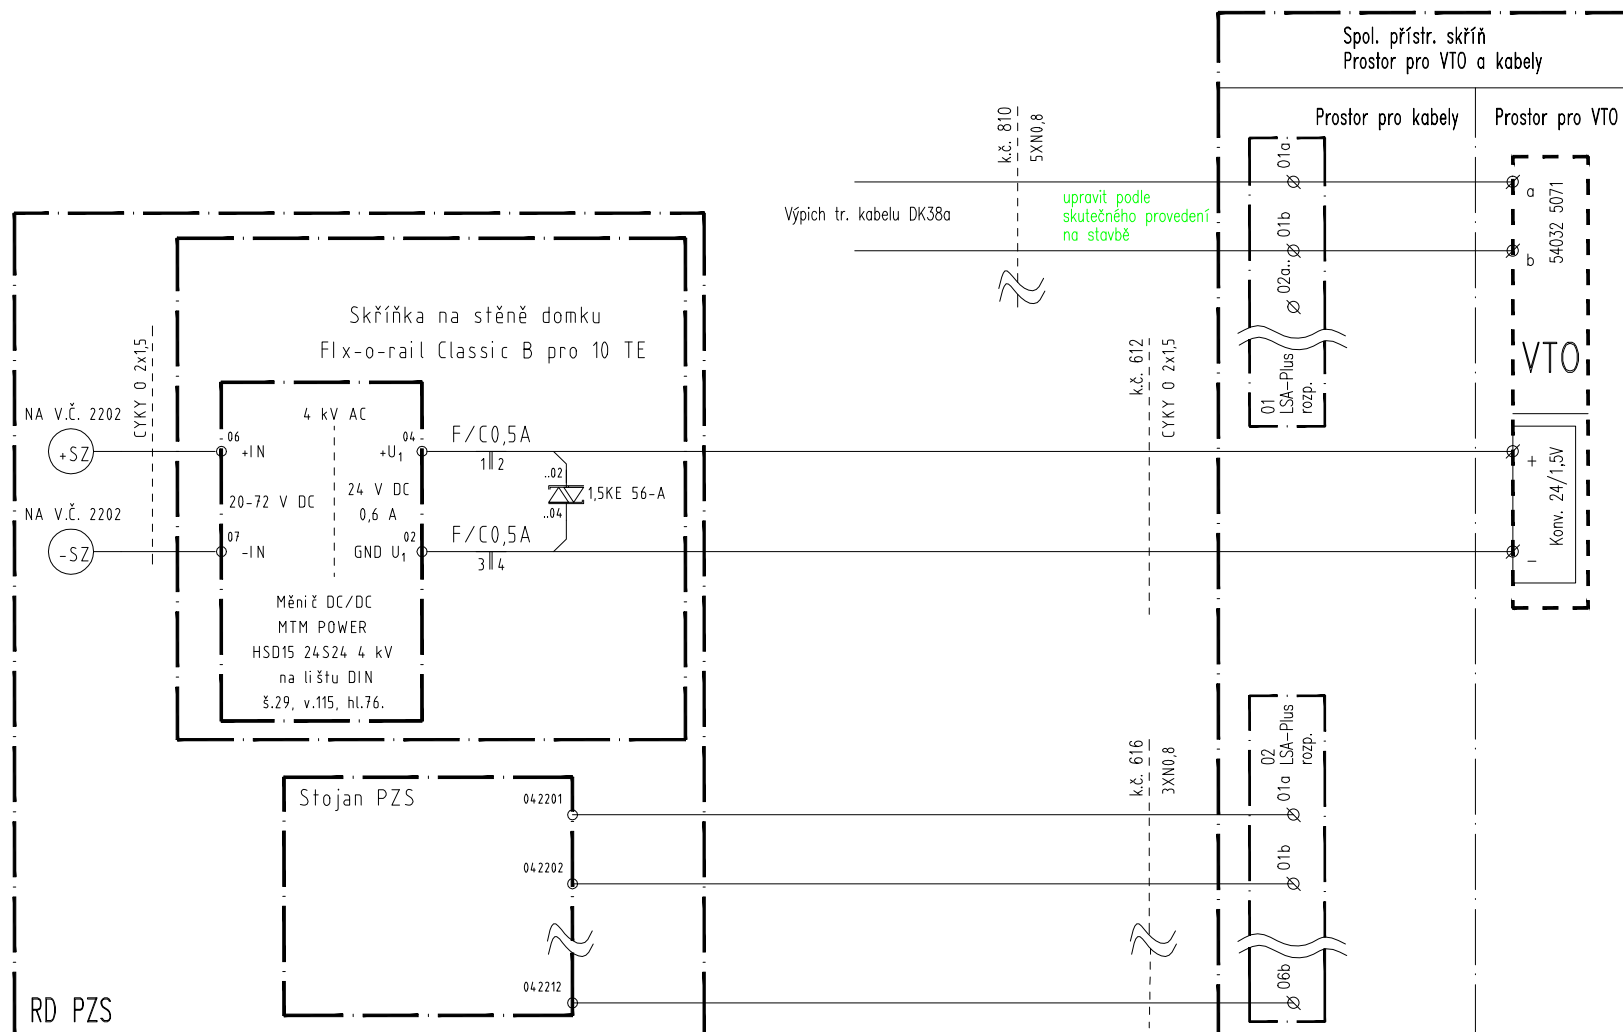 Spol. přístr. skříň
Prostor pro VTO a kabely
Prostor pro kabely
Prostor pro VTO
k.č. 810
5XN0,8
01a
01b
02a..
01
LSA-Plus
rozp.
a
b
54032 5071
VTO
Výpich tr. kabelu DK38a
upravit podle
skutečného provedení
na stavbě
Skříňka na stěně domku
FIx-o-rail Classic B pro 10 TE
CYKY O 2x1,5
NA V.Č. 2202
+SZ
NA V.Č. 2202
-SZ
4 kV AC
06
+IN
04
+U1
20-72 V DC
24 V DC
0,6 A
07
-IN
02
GND U1
Měnič DC/DC
MTM POWER
HSD15 24S24 4 kV
na lištu DIN
š.29, v.115, hl.76.
F/C0,5A
1 2
..02
1,5KE 56-A
..04
F/C0,5A
3 4
k.č. 612
CYKY O 2x1,5
+
-
Konv. 24/1,5V
Stojan PZS
042201
042202
042212
k.č. 616
3XN0,8
02
LSA-Plus
rozp.
01a
01b
06b
RD PZS